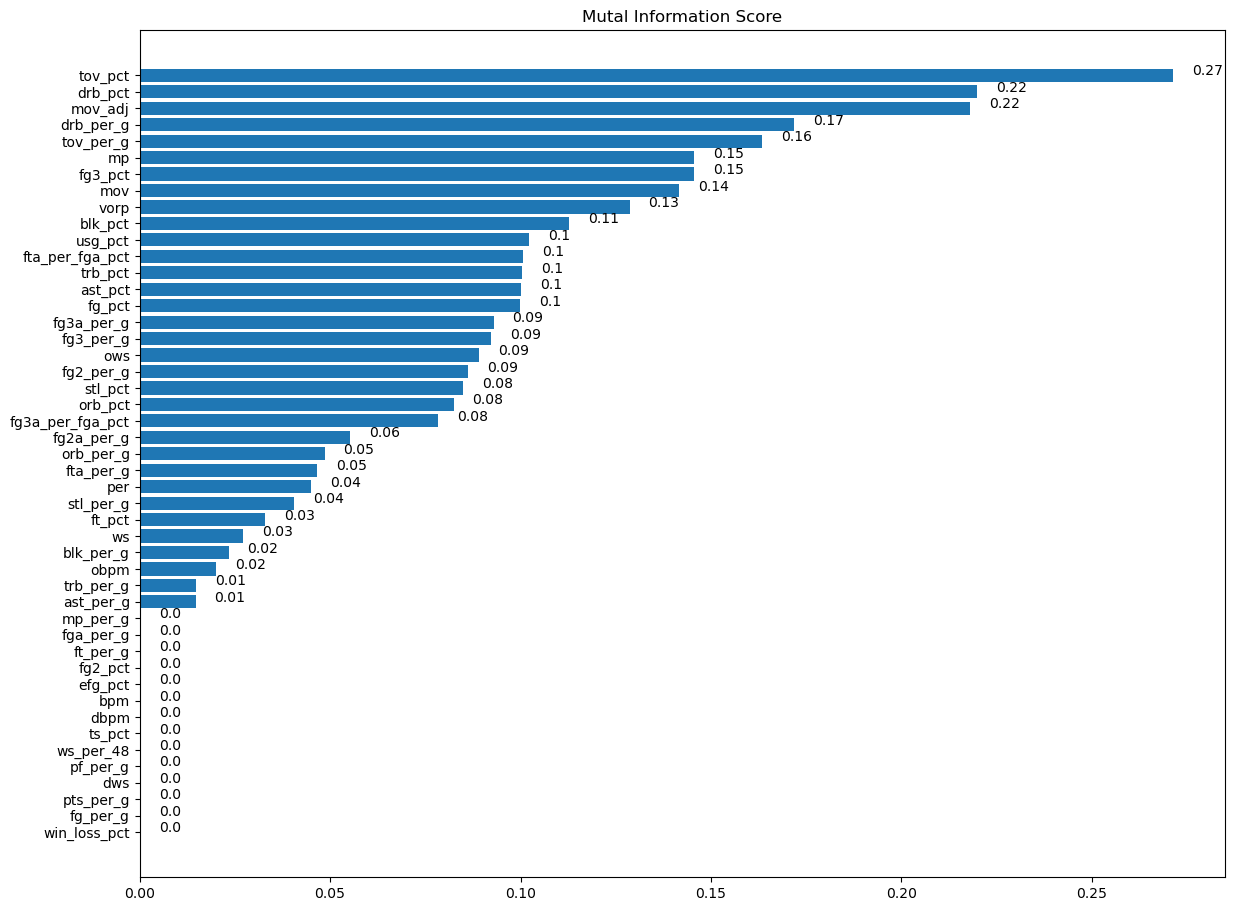 Mutal Information Score
tov_pct 0.27
drb_pct 0.22
mov_adj 0.22
drb_per_g 0.17
tov_per_g 0.16
mp 0.15
fg3_pct 0.15
mov 0.14
vorp 0.13
blk_pct 0.11
usg_pct 0.1
fta_per_fga_pct 0.1
trb_pct 0.1
ast_pct 0.1
fg_pct 0.1
fg3a_per_g 0.09
fg3_per_g 0.09
ows 0.09
fg2_per_g 0.09
stl_pct 0.08
orb_pct 0.08
fg3a_per_fga_pct 0.08
fg2a_per_g 0.06
orb_per_g 0.05
fta_per_g 0.05
per 0.04
stl_per_g 0.04
ft_pct 0.03
ws 0.03
blk_per_g 0.02
obpm 0.02
trb_per_g 0.01
ast_per_g 0.01
mp_per_g 0.0
fga_per_g 0.0
ft_per_g 0.0
fg2_pct 0.0
efg_pct 0.0
bpm 0.0
dbpm 0.0
ts_pct 0.0
ws_per_48 0.0
pf_per_g 0.0
dws 0.0
pts_per_g 0.0
fg_per_g 0.0
win_loss_pct 0.0
0.00 0.05 0.10 0.15 0.20 0.25